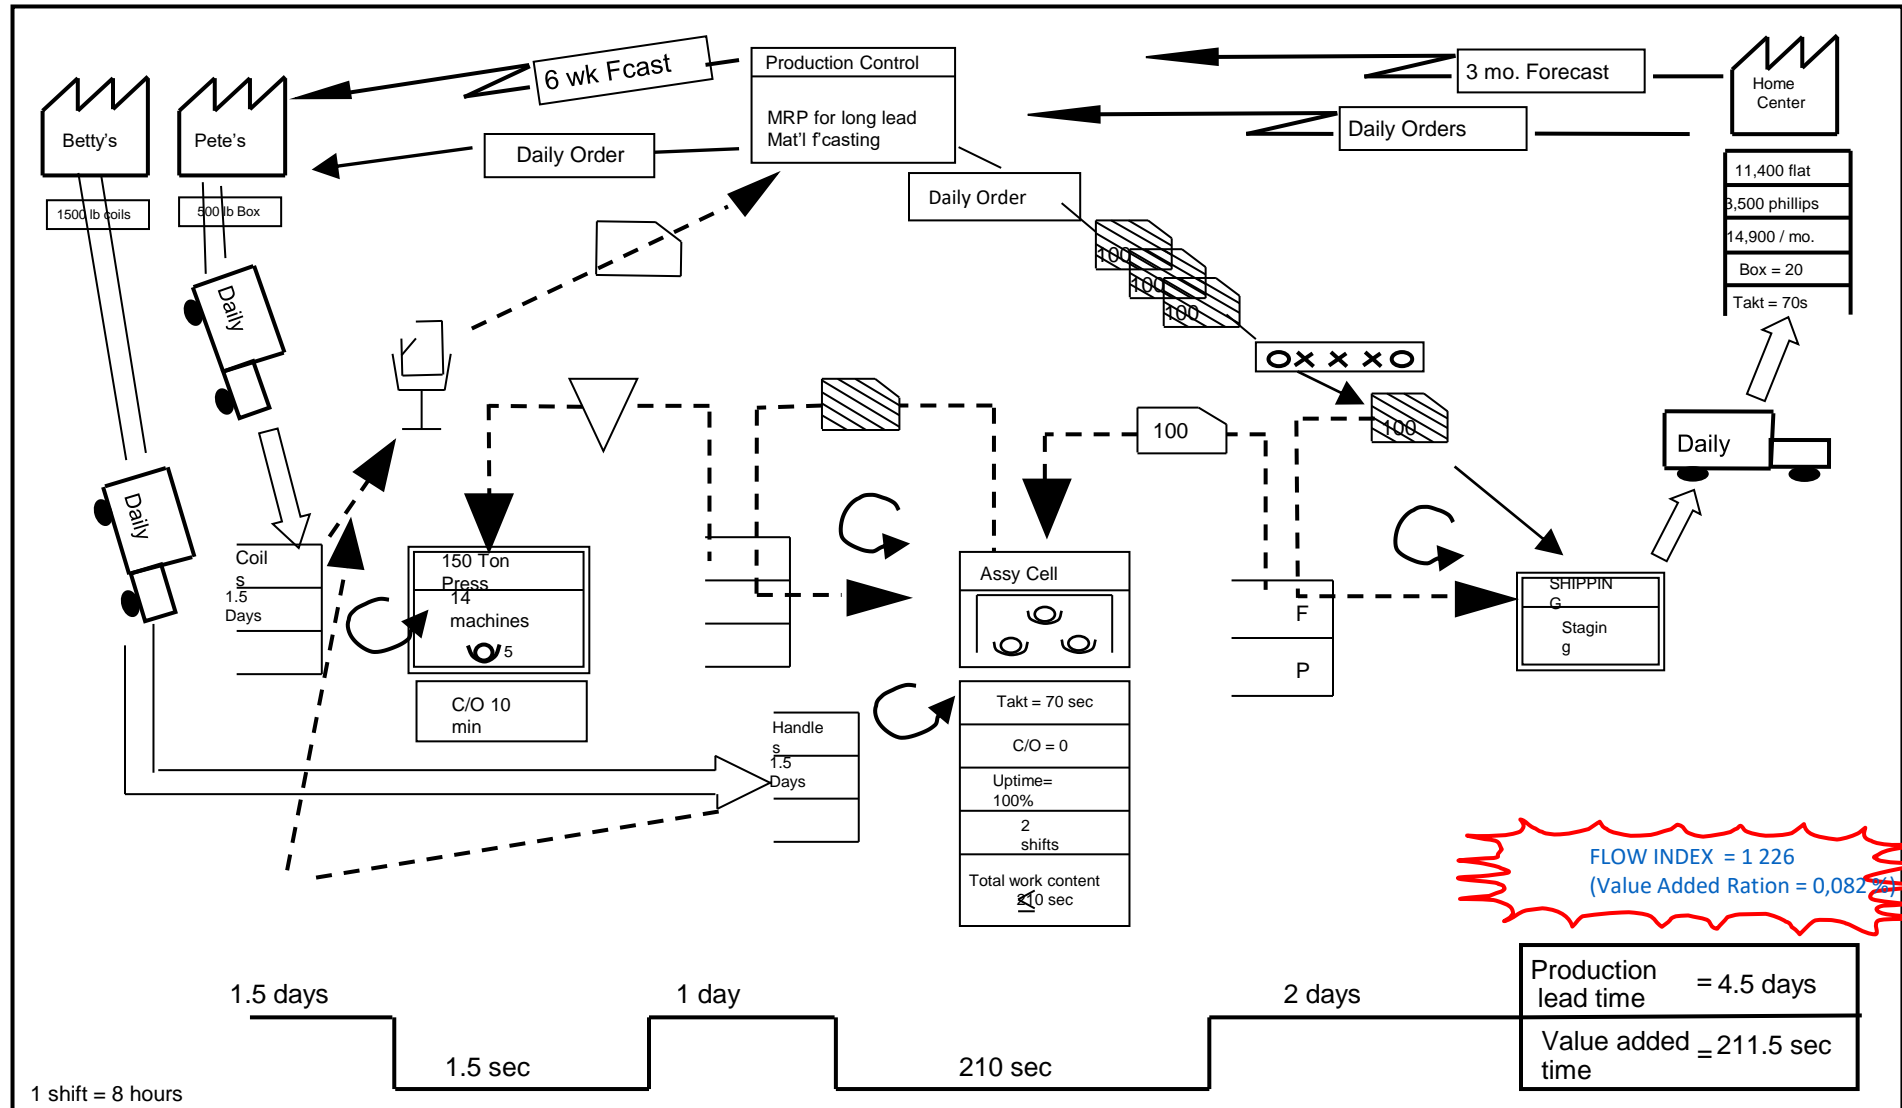 6 wk Fcast
Production Control
MRP for long lead
Mat'l f'casting
3 mo. Forecast
Home
Center
Betty's
Pete's
Daily Order
Daily Orders
1500 lb coils
500 lb Box
Daily Order
11,400 flat
3,500 phillips
14,900 / mo.
Box = 20
Takt = 70s
100
100
100
Daily
Daily
100
100
Daily
Coil
s
1.5
Days
150 Ton
Press
14
machines
5
C/O 10
min
Assy Cell
F
P
SHIPPIN
G
Stagin
g
Handle
s
1.5
Days
Takt = 70 sec
C/O = 0
Uptime=
100%
2
shifts
Total work content
≤
210 sec
FLOW INDEX = 1 226
(Value Added Ration = 0,082 %)
1.5 days
1 day
2 days
1.5 sec
210 sec
Production
lead time
= 4.5 days
Value added
time
= 211.5 sec
1 shift = 8 hours